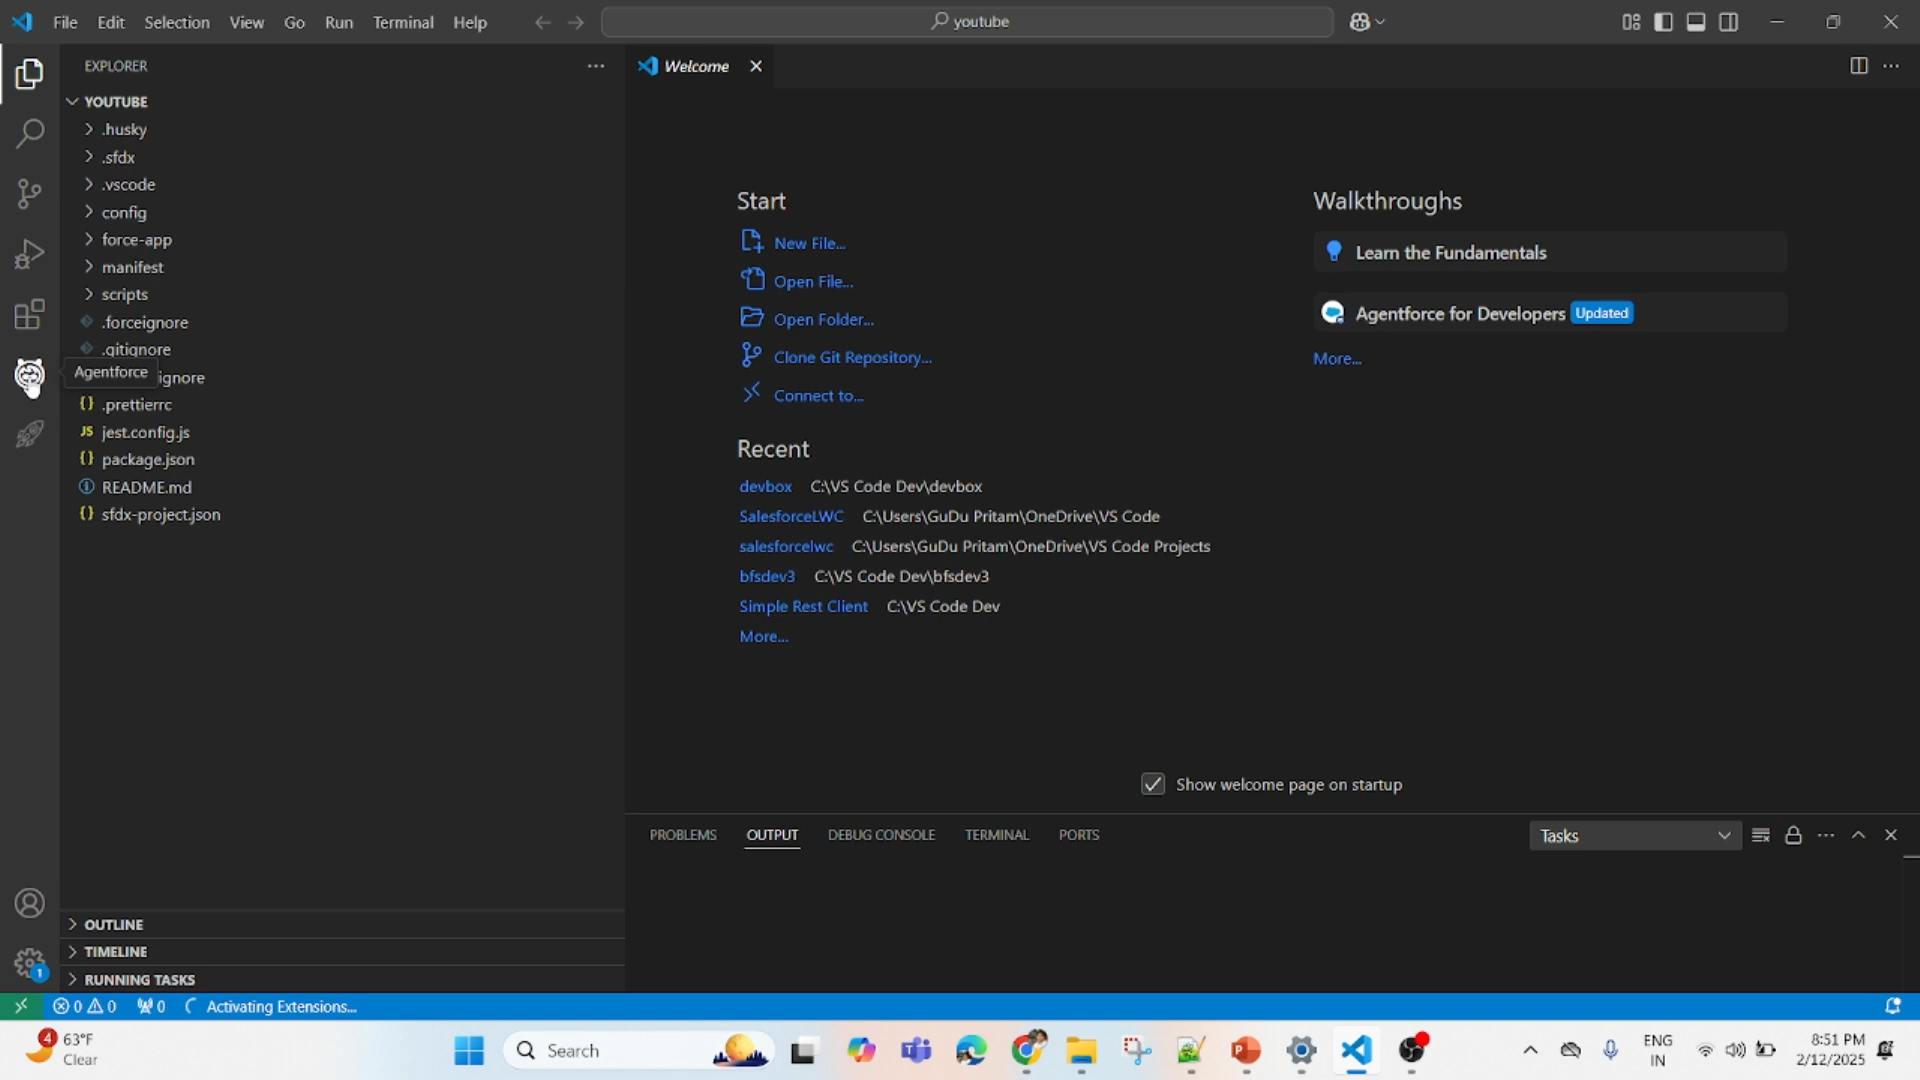 File Edit Selection View Go Run Terminal Help
youtube
EXPLORER
YOUTUBE
.husky
.sfdx
.vscode
config
force-app
manifest
scripts
.forceignore
.gitignore
Agentforce
ignore
.prettierrc
JS jest.config.js
package.json
README.md
sfdx-project.json
OUTLINE
TIMELINE
RUNNING TASKS
1
Welcome
Start
New File...
Open File...
Open Folder...
Clone Git Repository...
Connect to...
Recent
devbox C:\VS Code Dev\devbox
SalesforceLWC C:\Users\GuDu Pritam\OneDrive\VS Code
salesforcelwc C:\Users\GuDu Pritam\OneDrive\VS Code Projects
bfsdev3 C:\VS Code Dev\bfsdev3
Simple Rest Client C:\VS Code Dev
More...
Walkthroughs
Learn the Fundamentals
Agentforce for Developers Updated
More...
Show welcome page on startup
PROBLEMS OUTPUT DEBUG CONSOLE TERMINAL PORTS
Tasks
0 0 0 Activating Extensions...
4 63°F
Clear
Search
ENG
IN
8:51 PM
2/12/2025